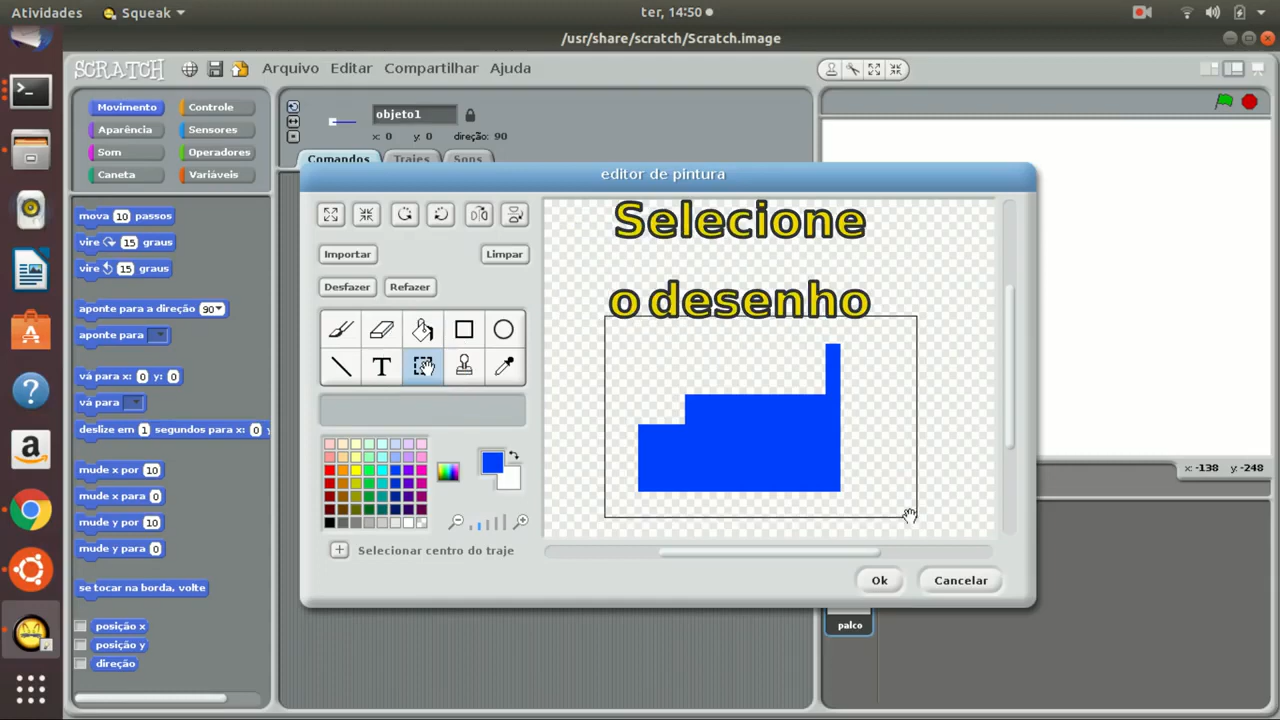 Atividades
Squeak
ter, 14:50
/usr/share/scratch/Scratch.image
SCRATCH
Arquivo Editar Compartilhar Ajuda
Movimento Controle
Aparência Sensores
Som Operadores
Caneta Variáveis
objeto1
x: 0 y: 0 direção: 90
Comandos Trajes Sons
mova 10 passos
vire 15 graus
vire 15 graus
aponte para a direção 90
aponte para
vá para x: 0 y: 0
vá para
deslize em 1 segundos para x: 0 y
mude x por 10
mude x para 0
mude y por 10
mude y para 0
se tocar na borda, volte
posição x
posição y
direção
editor de pintura
Importar Limpar
Desfazer Refazer
T
Selecionar centro do traje
Selecione
o desenho
Ok Cancelar
x: -138 y: -248
palco